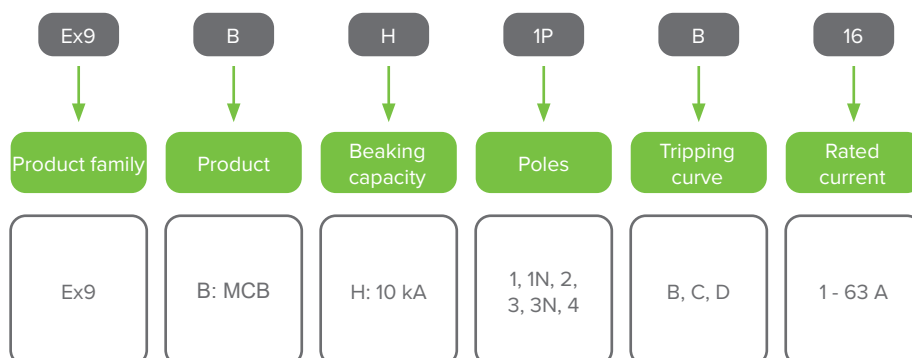 Ex9 B H 1P B 16
Product family Product Beaking capacity Poles Tripping curve Rated current
Ex9 B: MCB H: 10 kA 1, 1N, 2, 3, 3N, 4 B, C, D 1 - 63 A